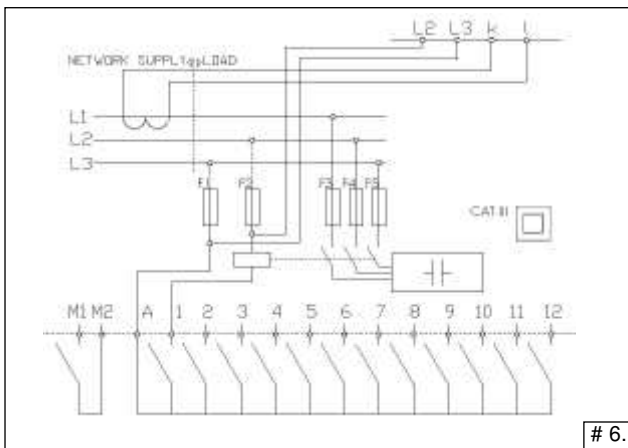 L2 L3 k l
NETWORK SUPPLY LOAD
L1
L2
L3
F1 F2 F3 F4 F5
CAT III
M1 M2 A 1 2 3 4 5 6 7 8 9 10 11 12
# 6.